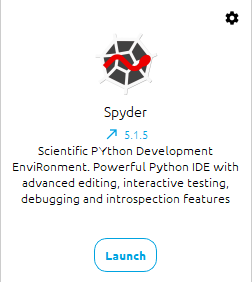 Spyder
5.1.5
Scientific PYthon Development
EnviRonment. Powerful Python IDE with
advanced editing, interactive testing,
debugging and introspection features
Launch